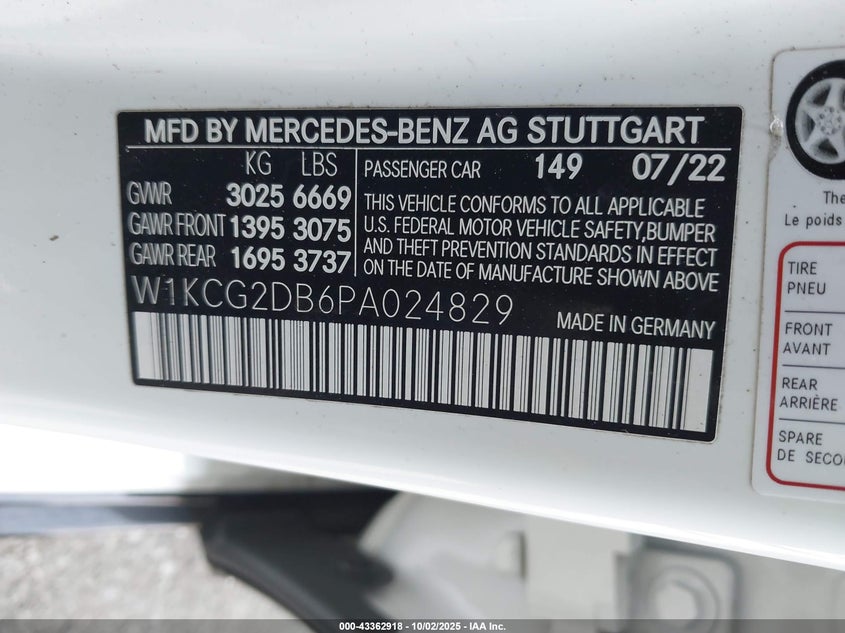 MFD BY MERCEDES-BENZ AG STUTTGART
KG LBS
GVWR 3025 6669
GAWR FRONT 1395 3075
GAWR REAR 1695 3737
PASSENGER CAR 149 07/22
THIS VEHICLE CONFORMS TO ALL APPLICABLE
U.S. FEDERAL MOTOR VEHICLE SAFETY,BUMPER
AND THEFT PREVENTION STANDARDS IN EFFECT
AT THE DATE OF MANUFACTURE SHOWN ABOVE
W1KCG2DB6PA024829
MADE IN GERMANY
The
Le poids
TIRE
PNEU
FRONT
AVANT
REAR
ARRIÈRE
SPARE
DE SECOU
000-43362918 - 10/02/2025 - IAA Inc.